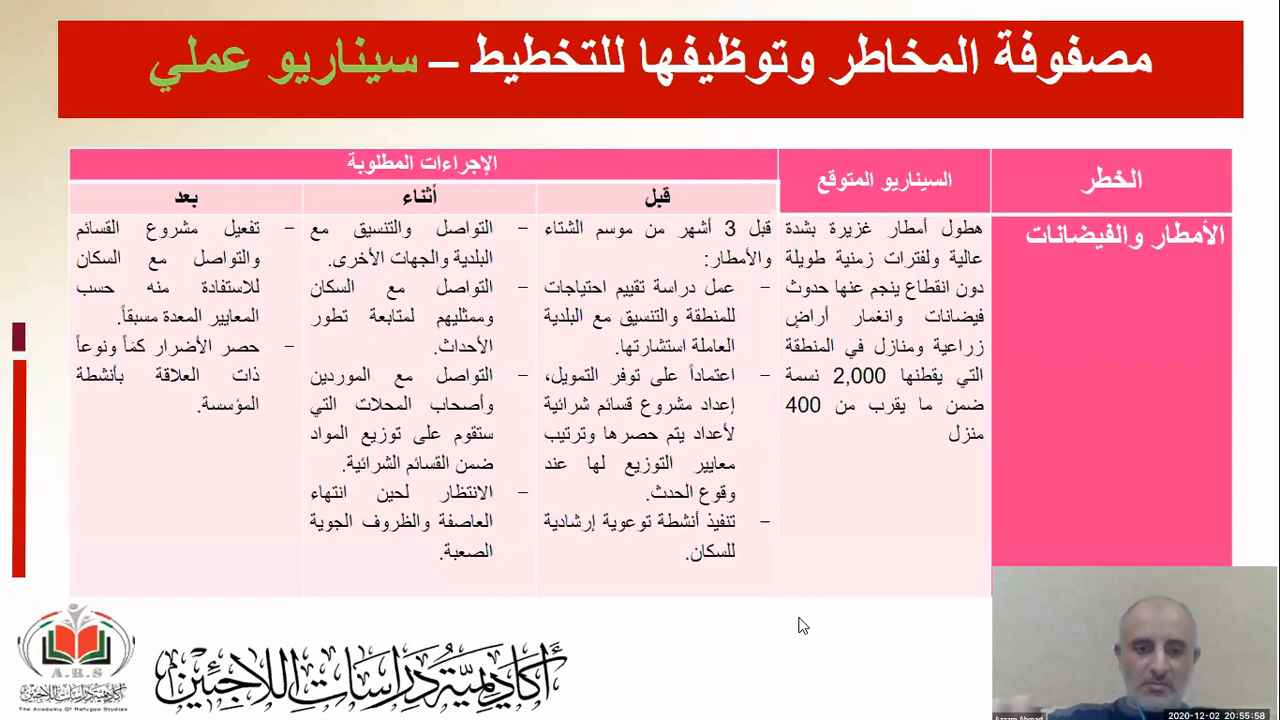 مصفوفة المخاطر وتوظيفها للتخطيط – سيناريو عملي
الخطر
السيناريو المتوقع
الإجراءات المطلوبة
قبل
أثناء
بعد
الأمطار والفيضانات
هطول أمطار غزيرة بشدة
عالية ولفترات زمنية طويلة
دون انقطاع ينجم عنها حدوث
فيضانات وانغمار أراضٍ
زراعية ومنازل في المنطقة
التي يقطنها 2,000 نسمة
ضمن ما يقرب من 400
منزل
قبل 3 أشهر من موسم الشتاء
والأمطار:
– عمل دراسة تقييم احتياجات
للمنطقة والتنسيق مع البلدية
العاملة استشارتها.
– اعتماداً على توفر التمويل،
إعداد مشروع قسائم شرائية
لأعداد يتم حصرها وترتيب
معايير التوزيع لها عند
وقوع الحدث.
– تنفيذ أنشطة توعوية إرشادية
للسكان.
– التواصل والتنسيق مع
البلدية والجهات الأخرى.
– التواصل مع السكان
وممثليهم لمتابعة تطور
الأحداث.
– التواصل مع الموردين
وأصحاب المحلات التي
ستقوم على توزيع المواد
ضمن القسائم الشرائية.
– الانتظار لحين انتهاء
العاصفة والظروف الجوية
الصعبة.
– تفعيل مشروع القسائم
والتواصل مع السكان
للاستفادة منه حسب
المعايير المعدة مسبقاً.
– حصر الأضرار كمّاً ونوعاً
ذات العلاقة بأنشطة
المؤسسة.
A.R.S
أكاديمية دراسات اللاجئين
The Academy Of Refugee Studies
أكاديمية دراسات اللاجئين
Azzam Ahmad
2020-12-02 20:55:58